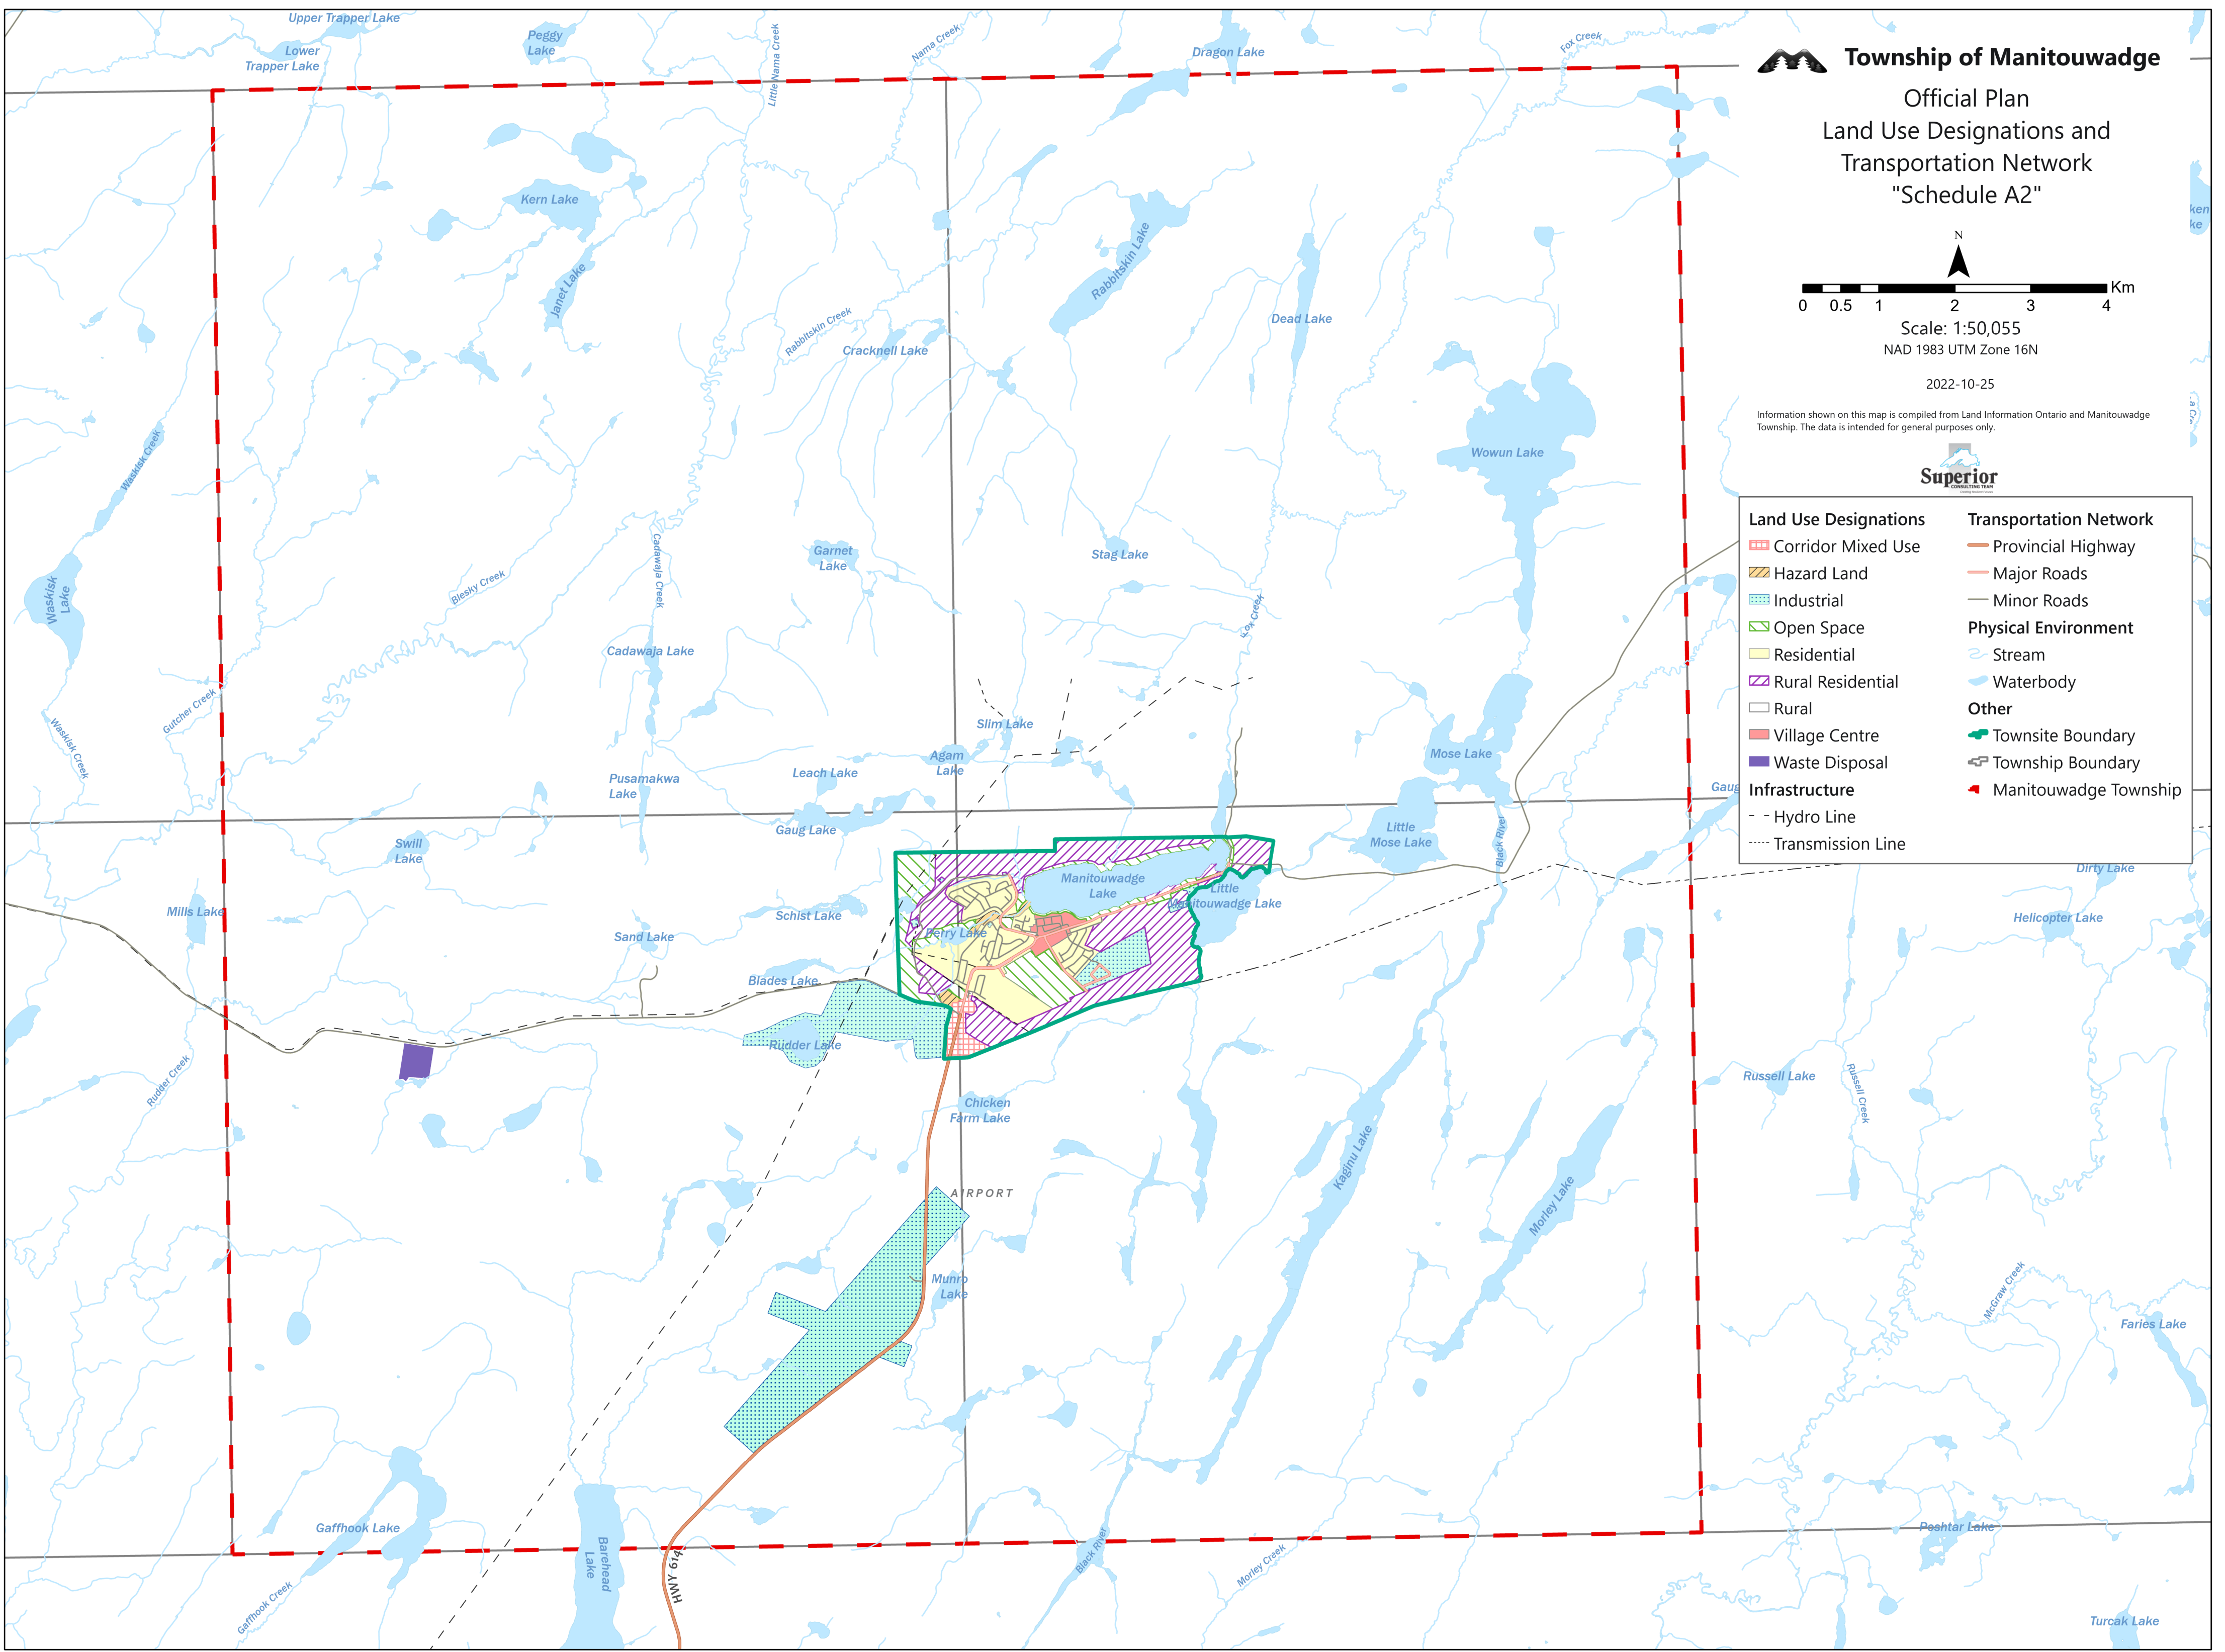 Township of Manitouwadge
Official Plan
Land Use Designations and
Transportation Network
"Schedule A2"
N
Km
0 0.5 1 2 3 4
Scale: 1:50,055
NAD 1983 UTM Zone 16N
2022-10-25
Information shown on this map is compiled from Land Information Ontario and Manitouwadge
Township. The data is intended for general purposes only.
Superior
CONSULTING TEAM
Land Use Designations
Corridor Mixed Use
Hazard Land
Industrial
Open Space
Residential
Rural Residential
Rural
Village Centre
Waste Disposal
Infrastructure
Hydro Line
Transmission Line
Transportation Network
Provincial Highway
Major Roads
Minor Roads
Physical Environment
Stream
Waterbody
Other
Townsite Boundary
Township Boundary
Manitouwadge Township
Upper Trapper Lake
Lower
Trapper Lake
Peggy
Lake
Little Nama Creek
Nama Creek
Dragon Lake
Fox Creek
Kern Lake
Janet Lake
Rabbitskin Lake
Rabbitskin Creek
Cracknell Lake
Dead Lake
Wowun Lake
Waskisk Creek
Waskisk
Lake
Garnet
Lake
Stag Lake
Blesky Creek
Cadawaja Creek
Fox Creek
Cadawaja Lake
Gutcher Creek
Waskisk Creek
Slim Lake
Agam
Lake
Leach Lake
Pusamakwa
Lake
Gaug Lake
Mose Lake
Gaug
Little
Mose Lake
Black River
Swill
Lake
Manitouwadge
Lake
Little
Manitouwadge Lake
Dirty Lake
Mills Lake
Schist Lake
Sand Lake
Perry Lake
Helicopter Lake
Blades Lake
Rudder Lake
Rudder Creek
Russell Lake
Russell Creek
Chicken
Farm Lake
Kaginu Lake
Morley Lake
AIRPORT
Munro
Lake
McGraw Creek
Faries Lake
Gaffhook Lake
Barehead
Lake
HWY 614
Gaffhook Creek
Black River
Morley Creek
Poshtar Lake
Turcak Lake